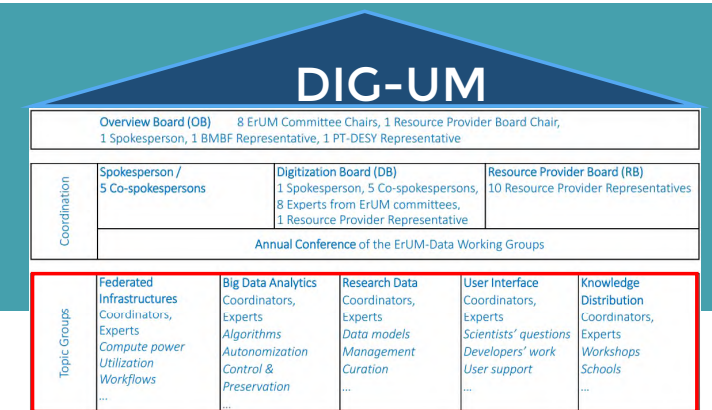 DIG-UM
Overview Board (OB) 8 ErUM Committee Chairs, 1 Resource Provider Board Chair,
1 Spokesperson, 1 BMBF Representative, 1 PT-DESY Representative
Coordination
Spokesperson /
5 Co-spokespersons
Digitization Board (DB)
1 Spokesperson, 5 Co-spokespersons,
8 Experts from ErUM committees,
1 Resource Provider Representative
Resource Provider Board (RB)
10 Resource Provider Representatives
Annual Conference of the ErUM-Data Working Groups
Topic Groups
Federated
Infrastructures
Coordinators,
Experts
Compute power
Utilization
Workflows
...
Big Data Analytics
Coordinators,
Experts
Algorithms
Autonomization
Control &
Preservation
...
Research Data
Coordinators,
Experts
Data models
Management
Curation
...
User Interface
Coordinators,
Experts
Scientists' questions
Developers' work
User support
...
Knowledge
Distribution
Coordinators,
Experts
Workshops
Schools
...